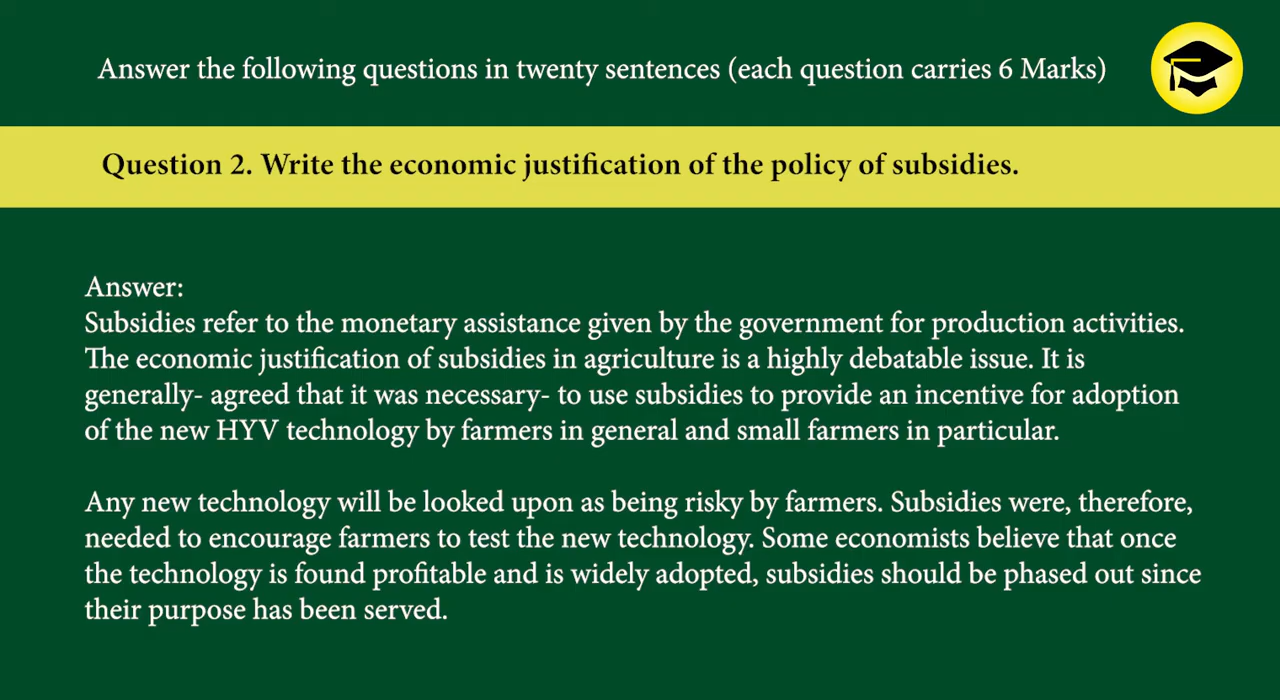 Answer the following questions in twenty sentences (each question carries 6 Marks)
Question 2. Write the economic justification of the policy of subsidies.
Answer:
Subsidies refer to the monetary assistance given by the government for production activities.
The economic justification of subsidies in agriculture is a highly debatable issue. It is
generally- agreed that it was necessary- to use subsidies to provide an incentive for adoption
of the new HYV technology by farmers in general and small farmers in particular.
Any new technology will be looked upon as being risky by farmers. Subsidies were, therefore,
needed to encourage farmers to test the new technology. Some economists believe that once
the technology is found profitable and is widely adopted, subsidies should be phased out since
their purpose has been served.